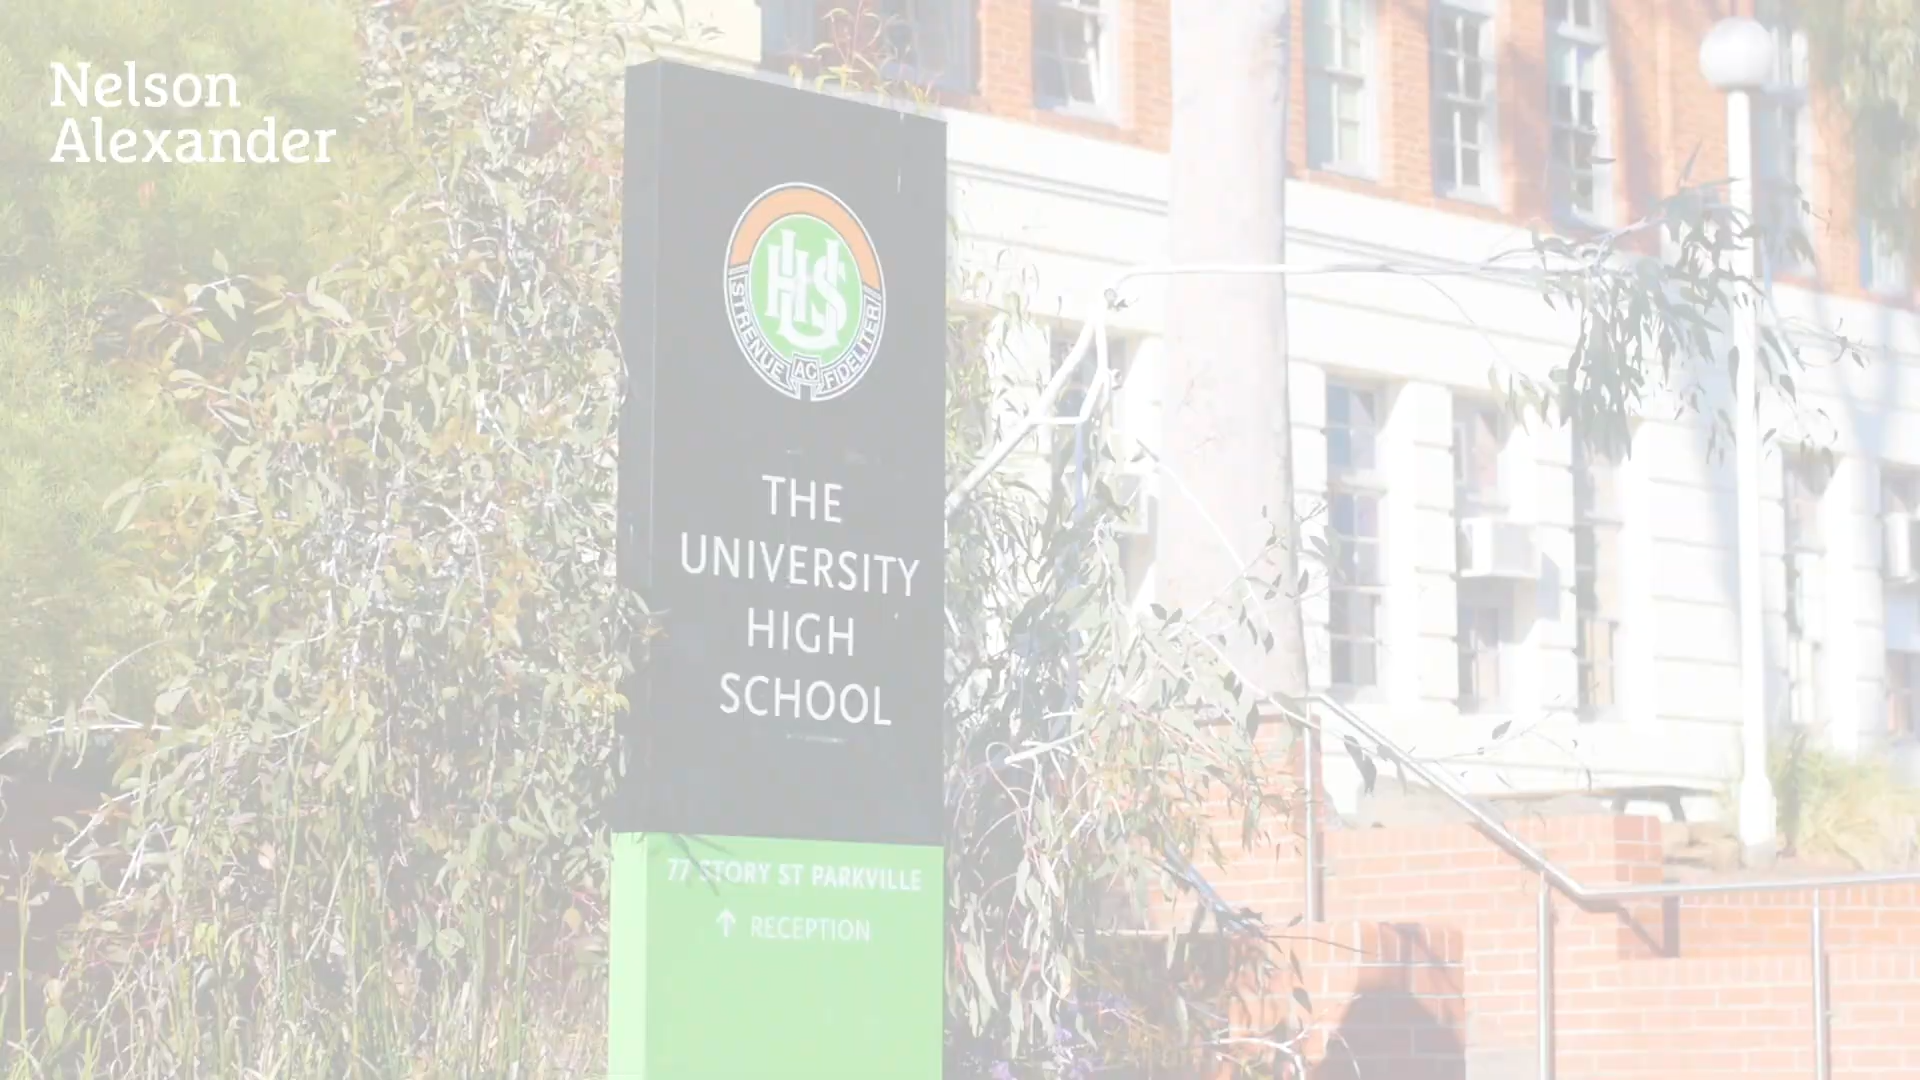 Nelson
Alexander
UHS
STRENUE AC FIDELITER
THE
UNIVERSITY
HIGH
SCHOOL
77 STORY ST PARKVILLE
↑ RECEPTION